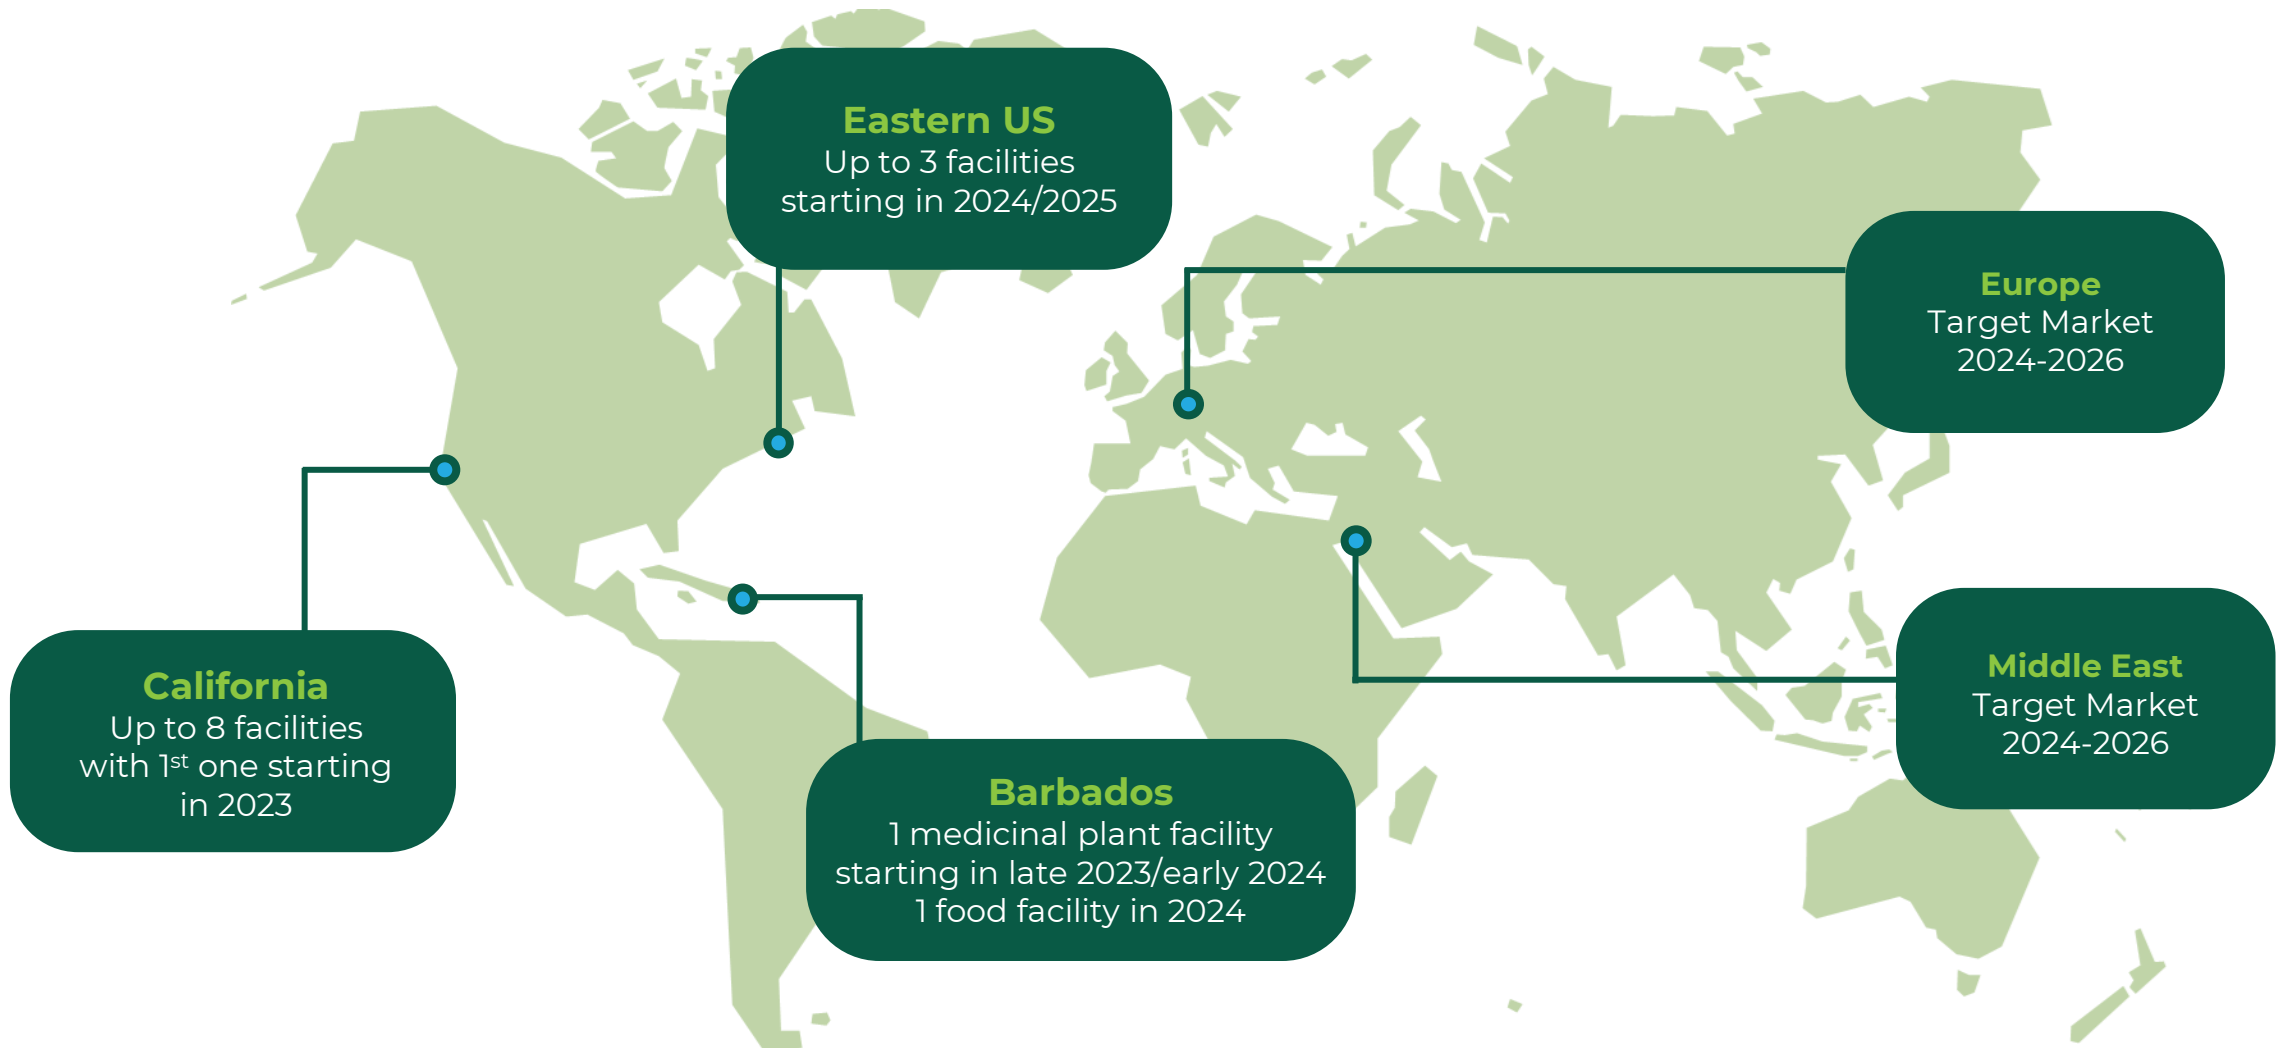 Eastern US
Up to 3 facilities
starting in 2024/2025
Europe
Target Market
2024-2026
California
Up to 8 facilities
with 1st one starting
in 2023
Barbados
1 medicinal plant facility
starting in late 2023/early 2024
1 food facility in 2024
Middle East
Target Market
2024-2026